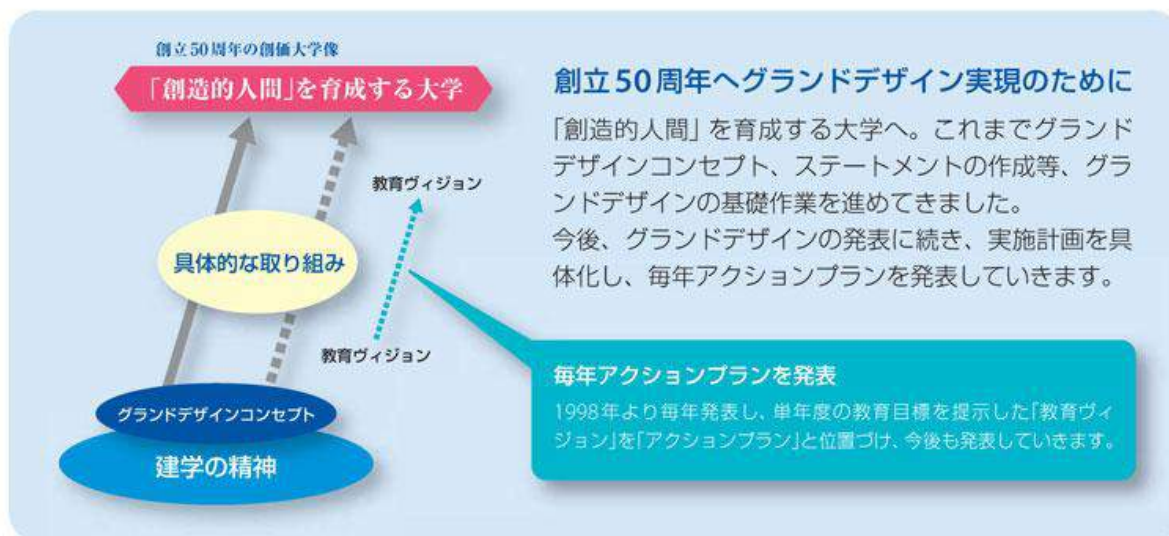 創立50周年の創価大学像
「創造的人間」を育成する大学
教育ヴィジョン
具体的な取り組み
教育ヴィジョン
グランドデザインコンセプト
建学の精神
創立50周年へグランドデザイン実現のために
「創造的人間」を育成する大学へ。これまでグランド
デザインコンセプト、ステートメントの作成等、グラ
ンドデザインの基礎作業を進めてきました。
今後、グランドデザインの発表に続き、実施計画を具
体化し、毎年アクションプランを発表していきます。
毎年アクションプランを発表
1998年より毎年発表し、単年度の教育目標を提示した「教育ヴィ
ジョン」を「アクションプラン」と位置づけ、今後も発表していきます。